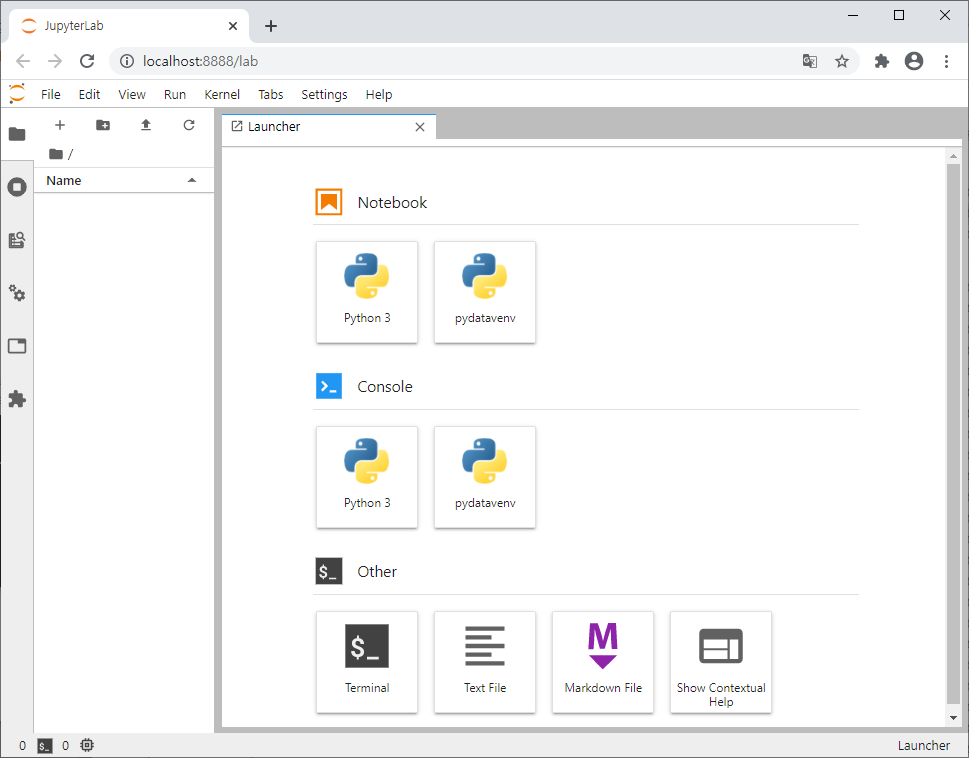 JupyterLab
localhost:8888/lab
File Edit View Run Kernel Tabs Settings Help
Launcher
/
Name
Notebook
Python 3
pydatavenv
Console
Python 3
pydatavenv
$_ Other
$_
Terminal
Text File
M
Markdown File
Show Contextual
Help
0 $_ 0
Launcher